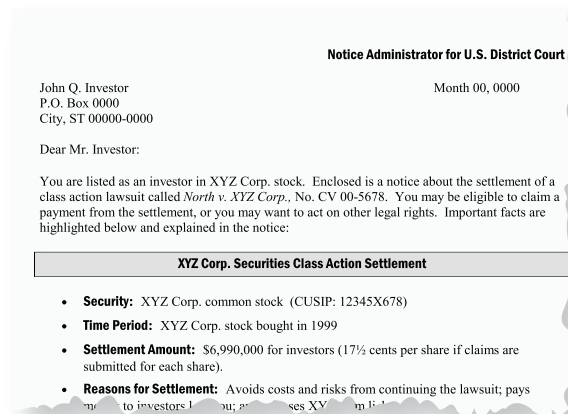 Notice Administrator for U.S. District Court
John Q. Investor Month 00, 0000
P.O. Box 0000
City, ST 00000-0000
Dear Mr. Investor:
You are listed as an investor in XYZ Corp. stock. Enclosed is a notice about the settlement of a
class action lawsuit called North v. XYZ Corp., No. CV 00-5678. You may be eligible to claim a
payment from the settlement, or you may want to act on other legal rights. Important facts are
highlighted below and explained in the notice:
XYZ Corp. Securities Class Action Settlement
• Security: XYZ Corp. common stock (CUSIP: 12345X678)
• Time Period: XYZ Corp. stock bought in 1999
• Settlement Amount: $6,990,000 for investors (17½ cents per share if claims are
submitted for each share).
• Reasons for Settlement: Avoids costs and risks from continuing the lawsuit; pays
to investors